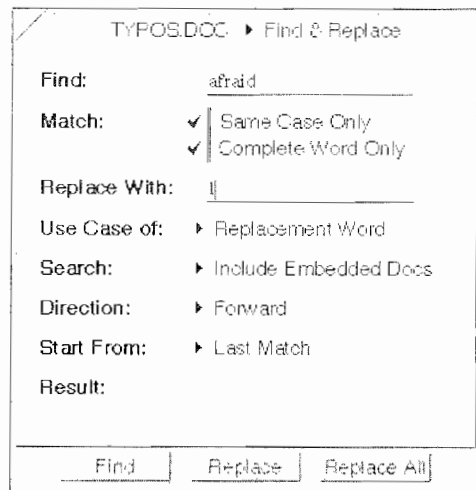 TYPOS.DOC ▸ Find & Replace
Find: afraid
Match: ✓ Same Case Only
✓ Complete Word Only
Replace With:
Use Case of: ▸ Replacement Word
Search: ▸ Include Embedded Docs
Direction: ▸ Forward
Start From: ▸ Last Match
Result:
Find Replace Replace All